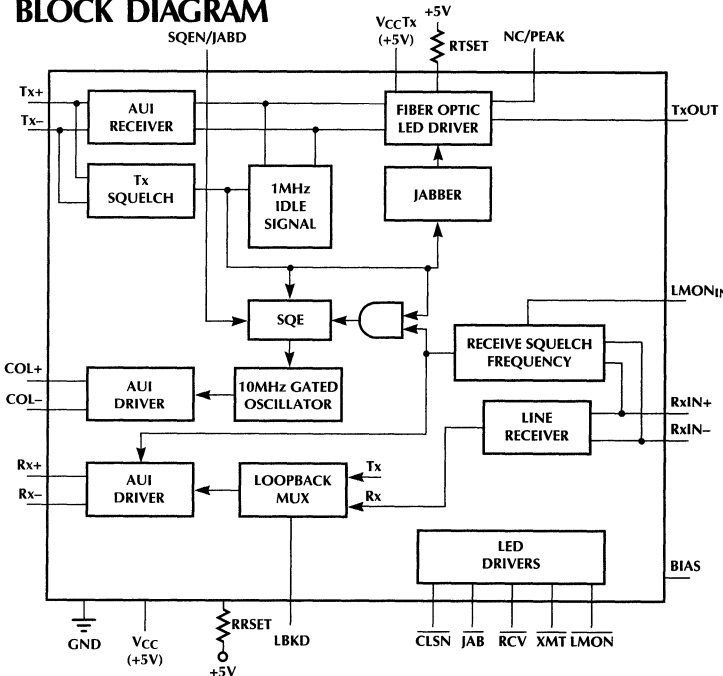 BLOCK DIAGRAM
SQEN/JABD
VCCTx
(+5V)
+5V
RTSET
NC/PEAK
Tx+
Tx–
AUI
RECEIVER
FIBER OPTIC
LED DRIVER
TxOUT
Tx
SQUELCH
1MHz
IDLE
SIGNAL
JABBER
LMONIN
SQE
RECEIVE SQUELCH
FREQUENCY
COL+
COL–
AUI
DRIVER
10MHz GATED
OSCILLATOR
LINE
RECEIVER
RxIN+
RxIN–
Rx+
Rx–
AUI
DRIVER
LOOPBACK
MUX
Tx
Rx
LED
DRIVERS
BIAS
GND
VCC
(+5V)
RRSET
+5V
LBKD
CLSN
JAB
RCV
XMT
LMON